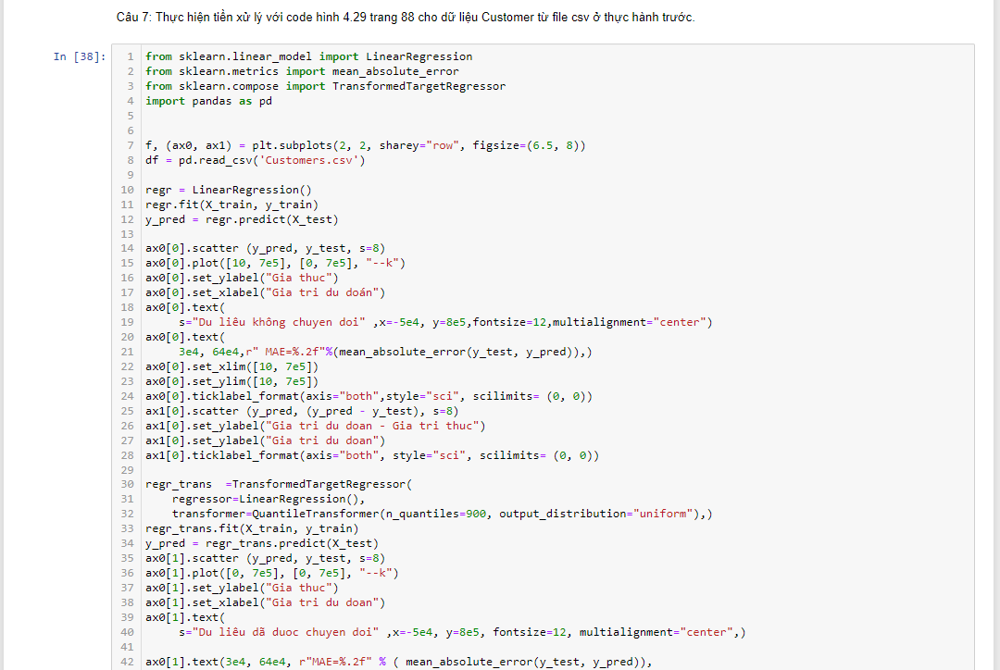 Câu 7: Thực hiện tiền xử lý với code hình 4.29 trang 88 cho dữ liệu Customer từ file csv ở thực hành trước.
In [38]:
1 from sklearn.linear_model import LinearRegression
2 from sklearn.metrics import mean_absolute_error
3 from sklearn.compose import TransformedTargetRegressor
4 import pandas as pd
5
6
7 f, (ax0, ax1) = plt.subplots(2, 2, sharey="row", figsize=(6.5, 8))
8 df = pd.read_csv('Customers.csv')
9
10 regr = LinearRegression()
11 regr.fit(X_train, y_train)
12 y_pred = regr.predict(X_test)
13
14 ax0[0].scatter (y_pred, y_test, s=8)
15 ax0[0].plot([10, 7e5], [0, 7e5], "--k")
16 ax0[0].set_ylabel("Gia thuc")
17 ax0[0].set_xlabel("Gia tri du doán")
18 ax0[0].text(
19 s="Du liêu không chuyen doi" ,x=-5e4, y=8e5,fontsize=12,multialignment="center")
20 ax0[0].text(
21 3e4, 64e4,r" MAE=%.2f"%(mean_absolute_error(y_test, y_pred)),)
22 ax0[0].set_xlim([10, 7e5])
23 ax0[0].set_ylim([10, 7e5])
24 ax0[0].ticklabel_format(axis="both",style="sci", scilimits= (0, 0))
25 ax1[0].scatter (y_pred, (y_pred - y_test), s=8)
26 ax1[0].set_ylabel("Gia tri du doan - Gia tri thuc")
27 ax1[0].set_ylabel("Gia tri du doan")
28 ax1[0].ticklabel_format(axis="both", style="sci", scilimits= (0, 0))
29
30 regr_trans  =TransformedTargetRegressor(
31 regressor=LinearRegression(),
32 transformer=QuantileTransformer(n_quantiles=900, output_distribution="uniform"),)
33 regr_trans.fit(X_train, y_train)
34 y_pred = regr_trans.predict(X_test)
35 ax0[1].scatter (y_pred, y_test, s=8)
36 ax0[1].plot([0, 7e5], [0, 7e5], "--k")
37 ax0[1].set_ylabel("Gia thuc")
38 ax0[1].set_xlabel("Gia tri du doan")
39 ax0[1].text(
40 s="Du liêu dã duoc chuyen doi" ,x=-5e4, y=8e5, fontsize=12, multialignment="center",)
41
42 ax0[1].text(3e4, 64e4, r"MAE=%.2f" % ( mean_absolute_error(y_test, y_pred)),